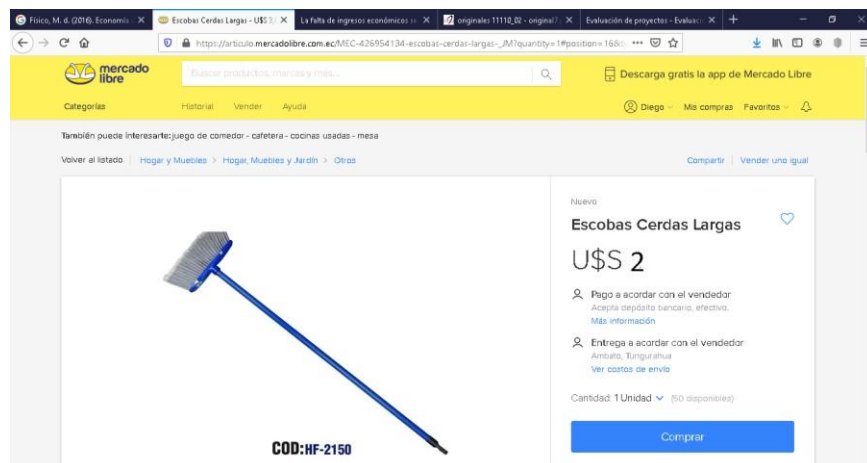 Físico, M. d. (2016). Economía
Escobas Cerdas Largas - U$S 2,
La falta de ingresos económicos
originales 11110_02 - original7
Evaluación de proyectos - Evaluac
https://articulo.mercadolibre.com.ec/MEC-426954134-escobas-cerdas-largas-_JM?quantity=1#position=16&
mercado
libre
Buscar productos, marcas y más...
Descarga gratis la app de Mercado Libre
Categorías
Historial Vender Ayuda
Diego Mis compras Favoritos
También puede interesarte: juego de comedor - cafetera - cocinas usadas - mesa
Volver al listado Hogar y Muebles > Hogar, Muebles y Jardín > Otros
Compartir Vender uno igual
COD:HF-2150
Nuevo
Escobas Cerdas Largas
U$S 2
Pago a acordar con el vendedor
Acepta depósito bancario, efectivo.
Más información
Entrega a acordar con el vendedor
Ambato, Tungurahua
Ver costos de envío
Cantidad: 1 Unidad (50 disponibles)
Comprar